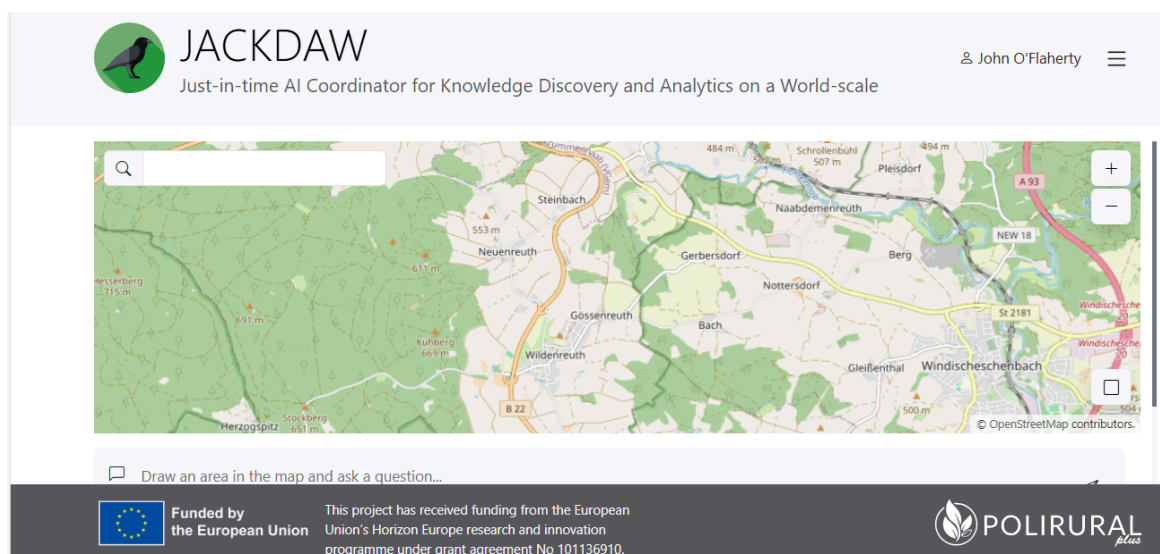 JACKDAW
Just-in-time AI Coordinator for Knowledge Discovery and Analytics on a World-scale
John O'Flaherty
484 m
Schrollenbühl
507 m
494 m
Pleisdorf
A 93
Steinbach
Naabdemenreuth
553 m
NEW 18
Neuenreuth
Gerbersdorf
Berg
611 m
715 m
Nottersdorf
691 m
Gössenreuth
St 2181
Bach
Kuhberg
669 m
Wildenreuth
Gleißenthal
Windischeschenbach
B 22
500 m
504
Stockberg
651 m
Herzogspitz
© OpenStreetMap contributors.
Draw an area in the map and ask a question...
Funded by
the European Union
This project has received funding from the European
Union's Horizon Europe research and innovation
programme under grant agreement No 101136910.
POLIRURAL
plus